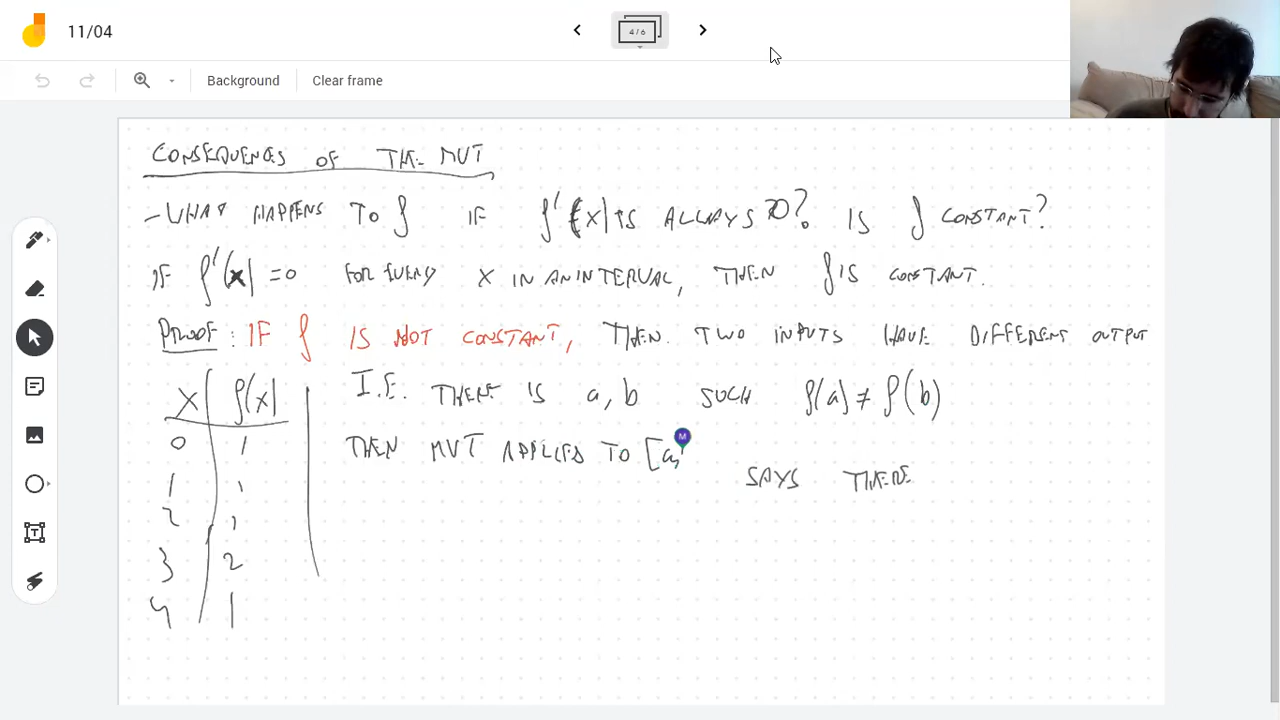 11/04
4 / 6
Background
Clear frame
CONSEQUENCES OF THE MVT
- WHAT HAPPENS TO f IF f'(x) IS ALWAYS 0? IS f CONSTANT?
IF f'(x) = 0 FOR EVERY x IN AN INTERVAL, THEN f IS CONSTANT.
PROOF: IF f IS NOT CONSTANT, THEN TWO INPUTS HAVE DIFFERENT OUTPUT
I.E. THERE IS a, b SUCH f(a) ≠ f(b)
THEN MVT APPLIED TO [a, SAYS THERE
M
x f(x)
0 1
1 1
2 1
3 2
4 1